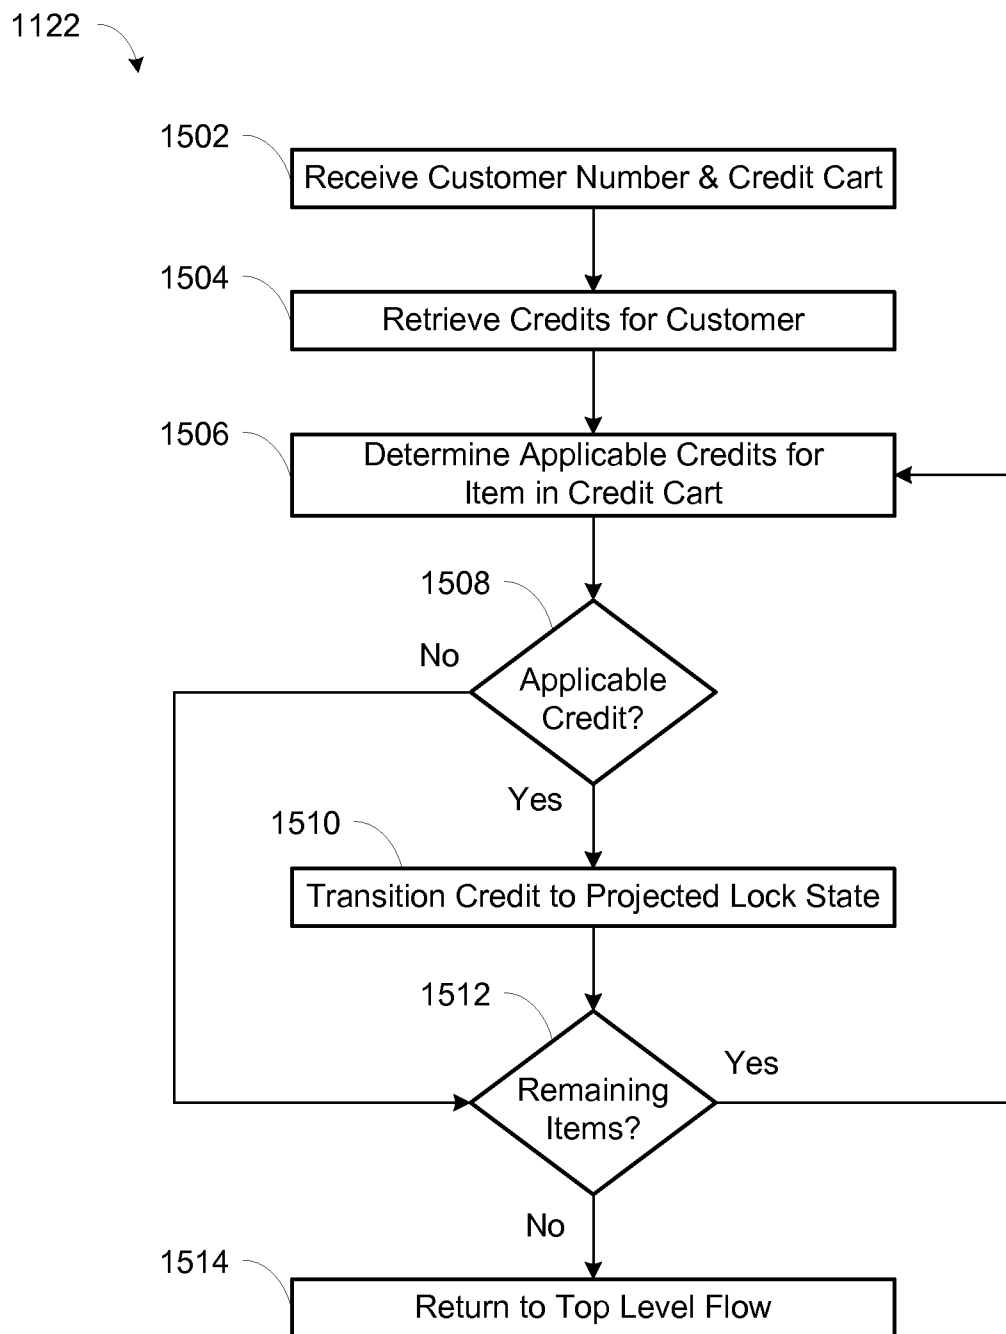 1122
1502
Receive Customer Number & Credit Cart
1504
Retrieve Credits for Customer
1506
Determine Applicable Credits for
Item in Credit Cart
1508
No
Applicable
Credit?
Yes
1510
Transition Credit to Projected Lock State
1512
Yes
Remaining
Items?
No
1514
Return to Top Level Flow